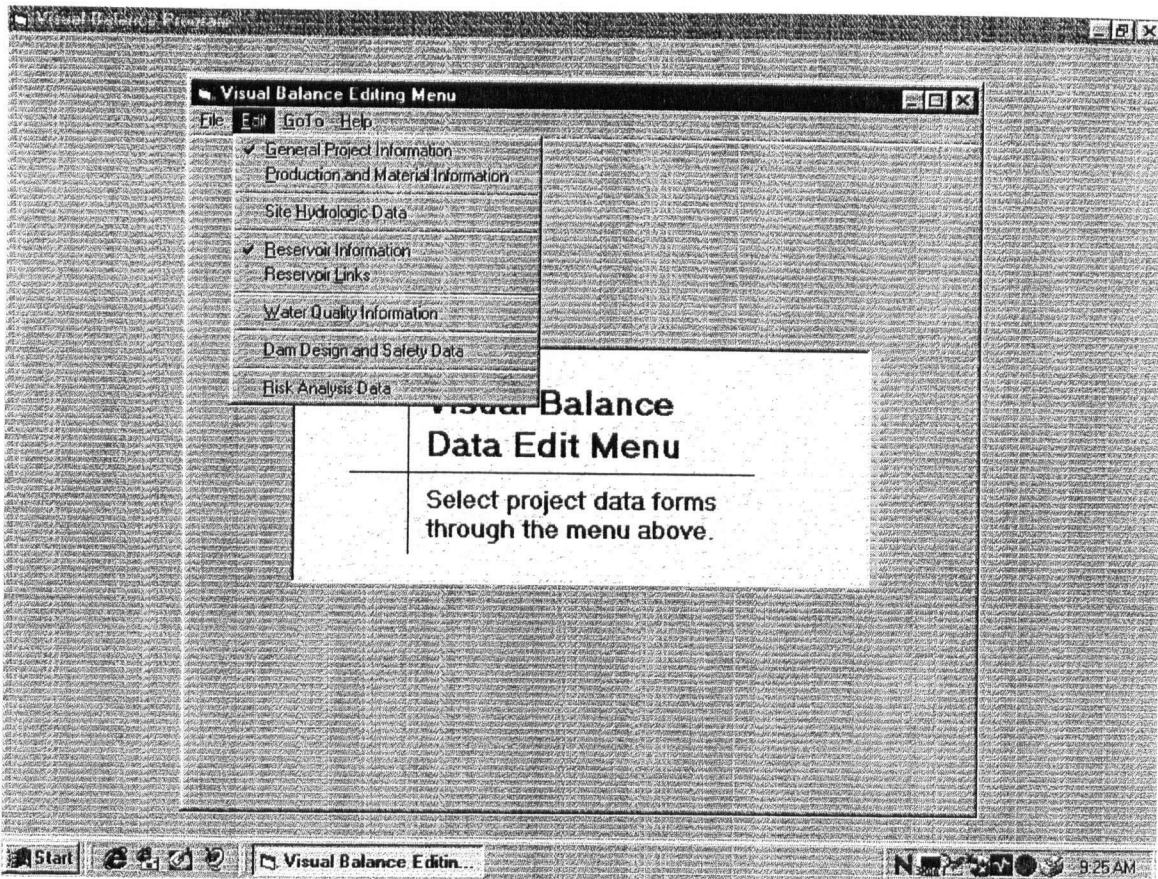 Visual Balance Program
Visual Balance Editing Menu
File Edit GoTo Help
General Project Information
Production and Material Information
Site Hydrologic Data
Reservoir Information
Reservoir Links
Water Quality Information
Dam Design and Safety Data
Risk Analysis Data
Visual Balance
Data Edit Menu
Select project data forms
through the menu above.
Start Visual Balance Editin... N 9:25 AM